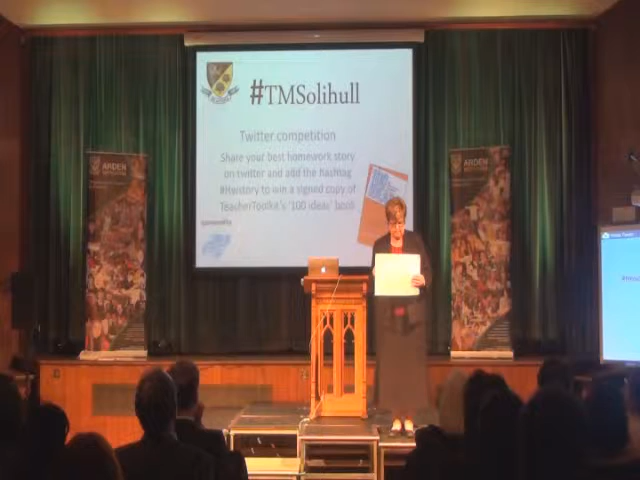 #TMSolihull
Twitter competition
Share your best homework story
on twitter and add the hashtag
#Hwstory to win a signed copy of
TeacherToolkit's '100 ideas' book
ARDEN
ARDEN